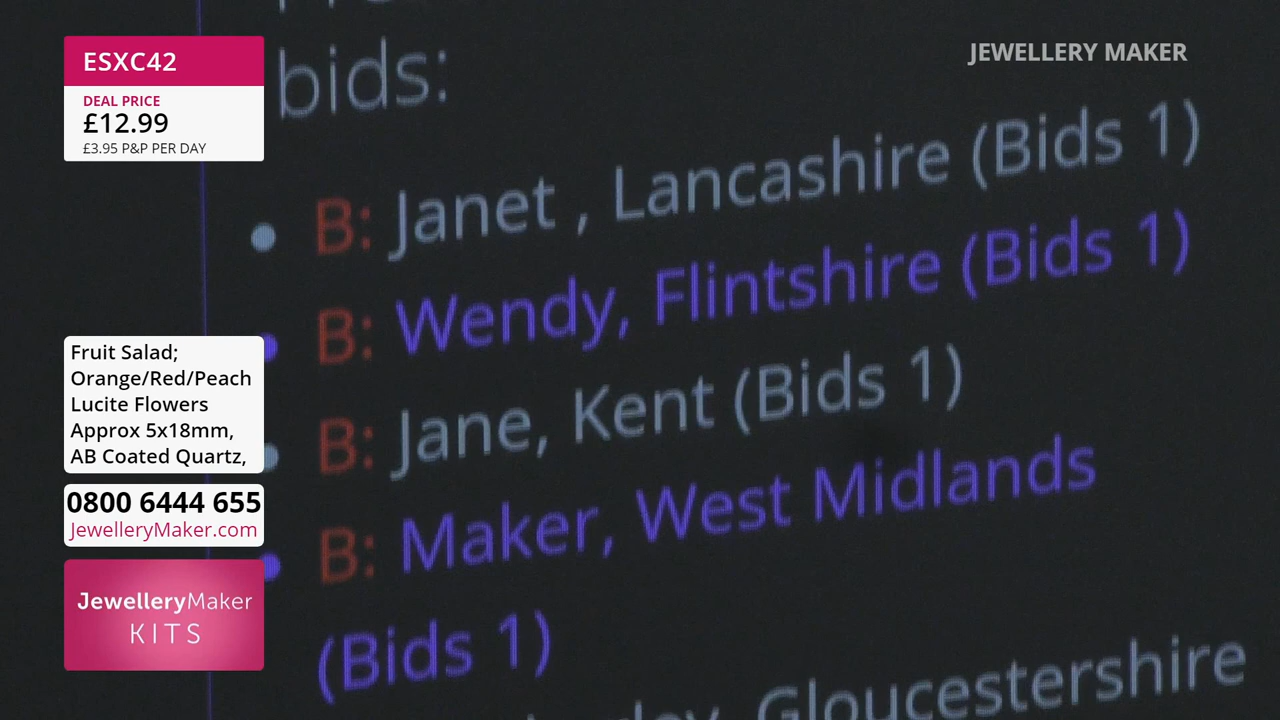 ESXC42
DEAL PRICE
£12.99
£3.95 P&P PER DAY
JEWELLERY MAKER
bids:
B: Janet , Lancashire (Bids 1)
B: Wendy, Flintshire (Bids 1)
B: Jane, Kent (Bids 1)
B: Maker, West Midlands
(Bids 1)
Gloucestershire
Fruit Salad;
Orange/Red/Peach
Lucite Flowers
Approx 5x18mm,
AB Coated Quartz,
0800 6444 655
JewelleryMaker.com
JewelleryMaker
KITS